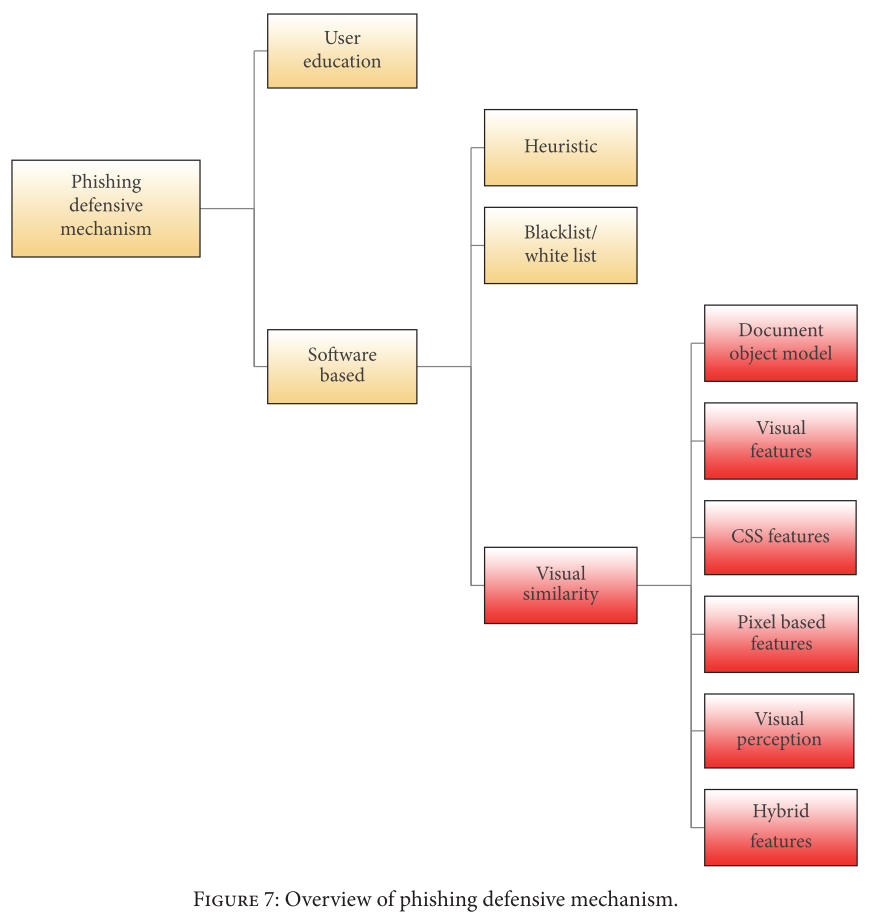 User
education
Phishing
defensive
mechanism
Software
based
Heuristic
Blacklist/
white list
Visual
similarity
Document
object model
Visual
features
CSS features
Pixel based
features
Visual
perception
Hybrid
features
Figure 7: Overview of phishing defensive mechanism.